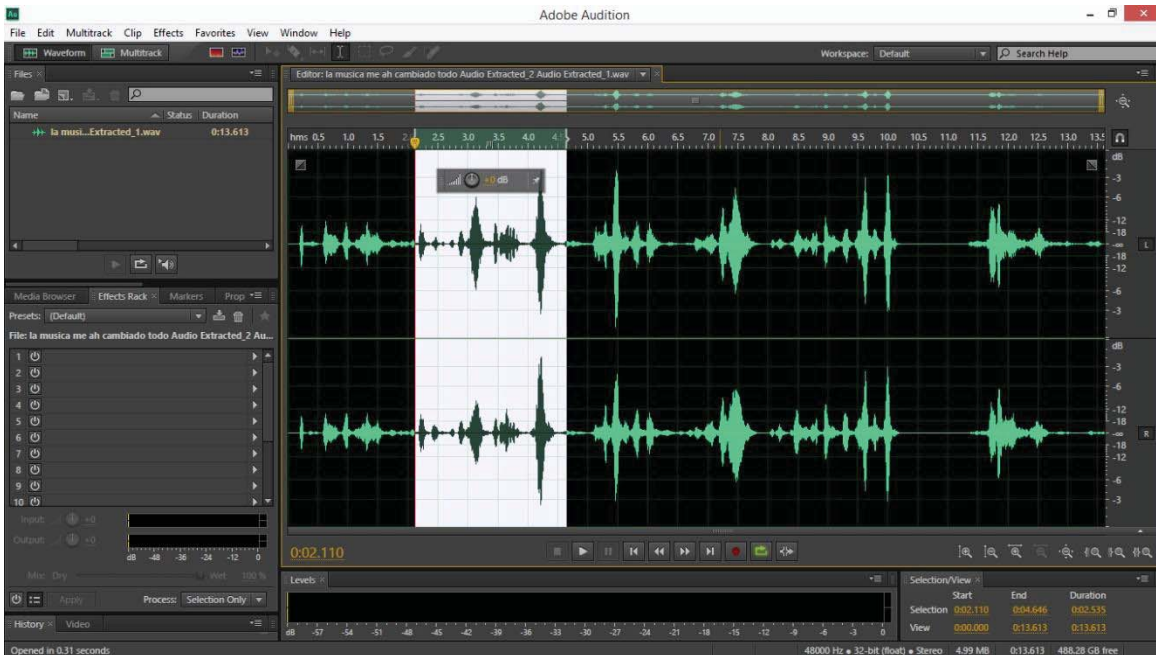 Au Adobe Audition
File Edit Multitrack Clip Effects Favorites View Window Help
Waveform Multitrack Workspace: Default Search Help
Files
Name Status Duration
la musi...Extracted_1.wav 0:13.613
Editor: la musica me ah cambiado todo Audio Extracted_2 Audio Extracted_1.wav
hms 0.5 1.0 1.5 2.5 3.0 3.5 4.0 5.0 5.5 6.0 6.5 7.0 7.5 8.0 8.5 9.0 9.5 10.0 10.5 11.0 11.5 12.0 12.5 13.0
+0 dB
dB
-3
-6
-12
-18
-∞ L
-18
-12
-6
-3
dB
-3
-6
-12
-18
-∞ R
-18
-12
-6
-3
Media Browser Effects Rack Markers Prop
Presets: (Default)
File: la musica me ah cambiado todo Audio Extracted_2 Au...
1
2
3
4
5
6
7
8
9
10
Input: +0
Output: +0
dB -48 -36 -24 -12 0
Mix: Dry Wet 100 %
Apply Process: Selection Only
History Video
Opened in 0.31 seconds
0:02.110
Levels
dB -57 -54 -51 -48 -45 -42 -39 -36 -33 -30 -27 -24 -21 -18 -15 -12 -9 -6 -3 0
Selection/View
Start End Duration
Selection 0:02.110 0:04.646 0:02.535
View 0:00.000 0:13.613 0:13.613
48000 Hz • 32-bit (float) • Stereo 4.99 MB 0:13.613 488.28 GB free